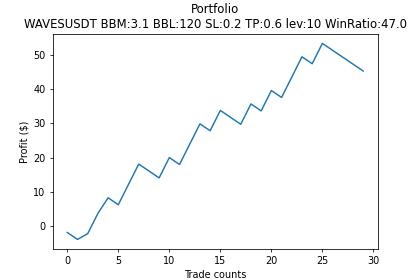 Portfolio
WAVESUSDT BBM:3.1 BBL:120 SL:0.2 TP:0.6 lev:10 WinRatio:47.0
50
40
30
20
10
0
Profit ($)
0 5 10 15 20 25 30
Trade counts